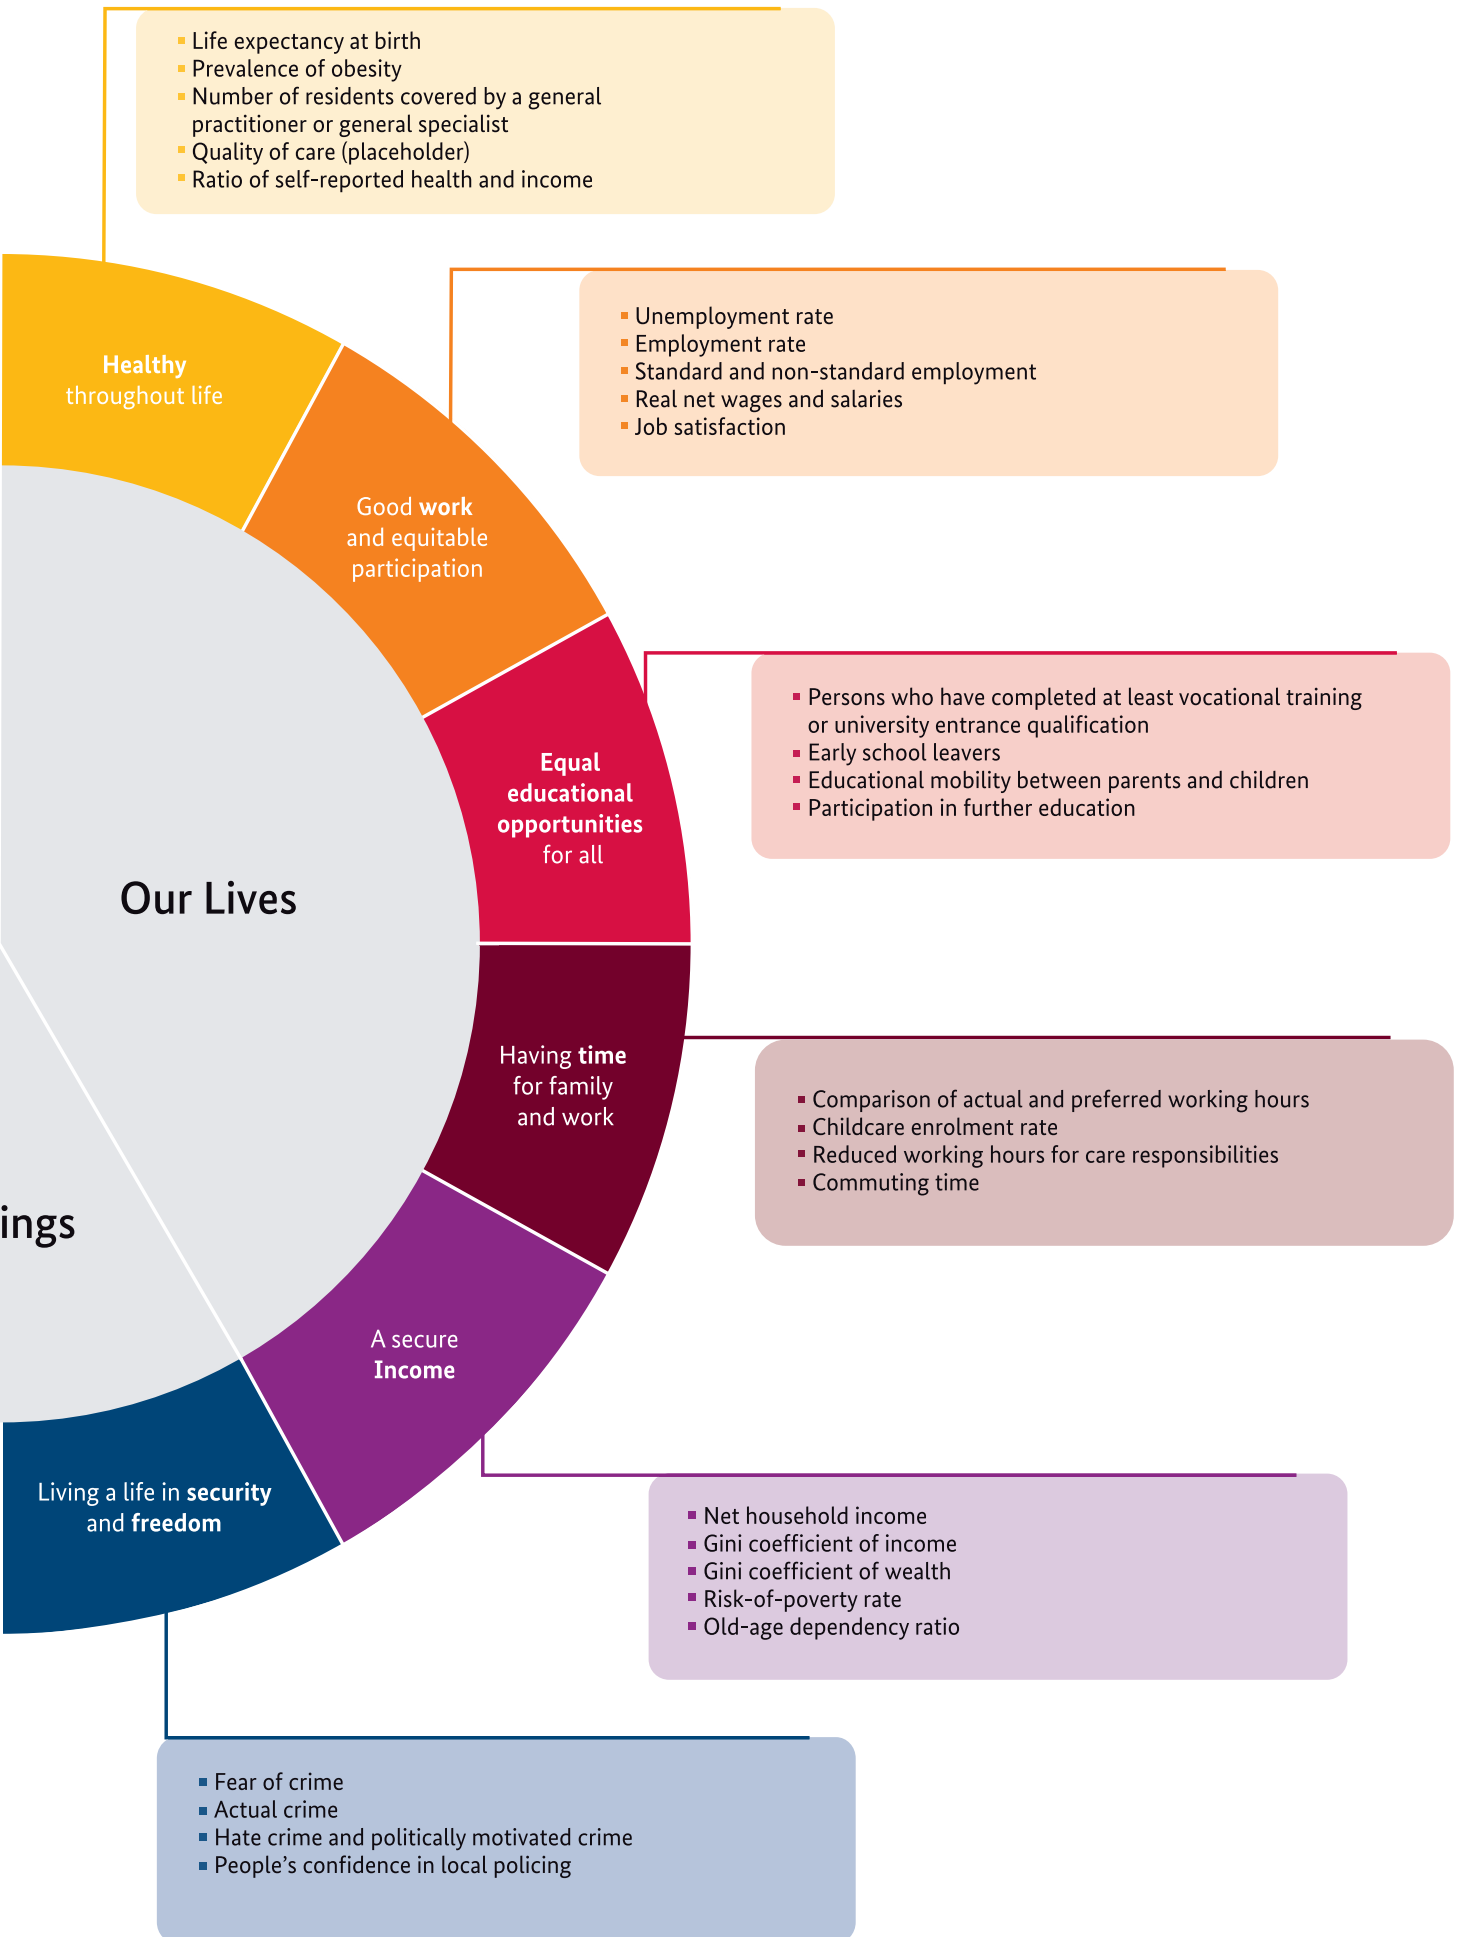 Life expectancy at birth
Prevalence of obesity
Number of residents covered by a general
practitioner or general specialist
Quality of care (placeholder)
Ratio of self-reported health and income
Healthy
throughout life
Unemployment rate
Employment rate
Standard and non-standard employment
Real net wages and salaries
Job satisfaction
Good work
and equitable
participation
Persons who have completed at least vocational training
or university entrance qualification
Early school leavers
Educational mobility between parents and children
Participation in further education
Equal
educational
opportunities
for all
Our Lives
Having time
for family
and work
Comparison of actual and preferred working hours
Childcare enrolment rate
Reduced working hours for care responsibilities
Commuting time
ings
A secure
Income
Net household income
Gini coefficient of income
Gini coefficient of wealth
Risk-of-poverty rate
Old-age dependency ratio
Living a life in security
and freedom
Fear of crime
Actual crime
Hate crime and politically motivated crime
People’s confidence in local policing